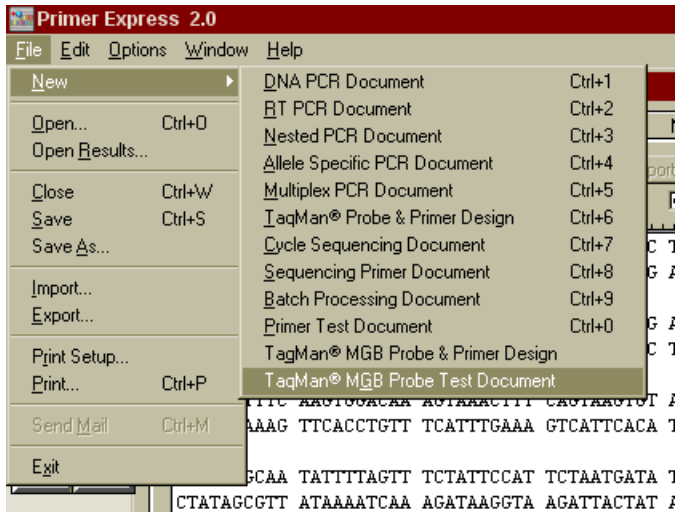 Primer Express 2.0
File Edit Options Window Help
New
Open... Ctrl+O
Open Results...
Close Ctrl+W
Save Ctrl+S
Save As...
Import...
Export...
Print Setup...
Print... Ctrl+P
Send Mail Ctrl+M
Exit
DNA PCR Document Ctrl+1
RT PCR Document Ctrl+2
Nested PCR Document Ctrl+3
Allele Specific PCR Document Ctrl+4
Multiplex PCR Document Ctrl+5
TaqMan® Probe & Primer Design Ctrl+6
Cycle Sequencing Document Ctrl+7
Sequencing Primer Document Ctrl+8
Batch Processing Document Ctrl+9
Primer Test Document Ctrl+0
TaqMan® MGB Probe & Primer Design
TaqMan® MGB Probe Test Document
C T
G A
G A
C T
AAGTGGACAA AGTAAACTTT CAGTAAGTGT A
AAAG TTCACCTGTT TCATTTGAAA GTCATTCACA T
GCAA TATTTTAGTT TCTATTCCAT TCTAATGATA T
CTATAGCGTT ATAAAATCAA AGATAAGGTA AGATTACTAT A